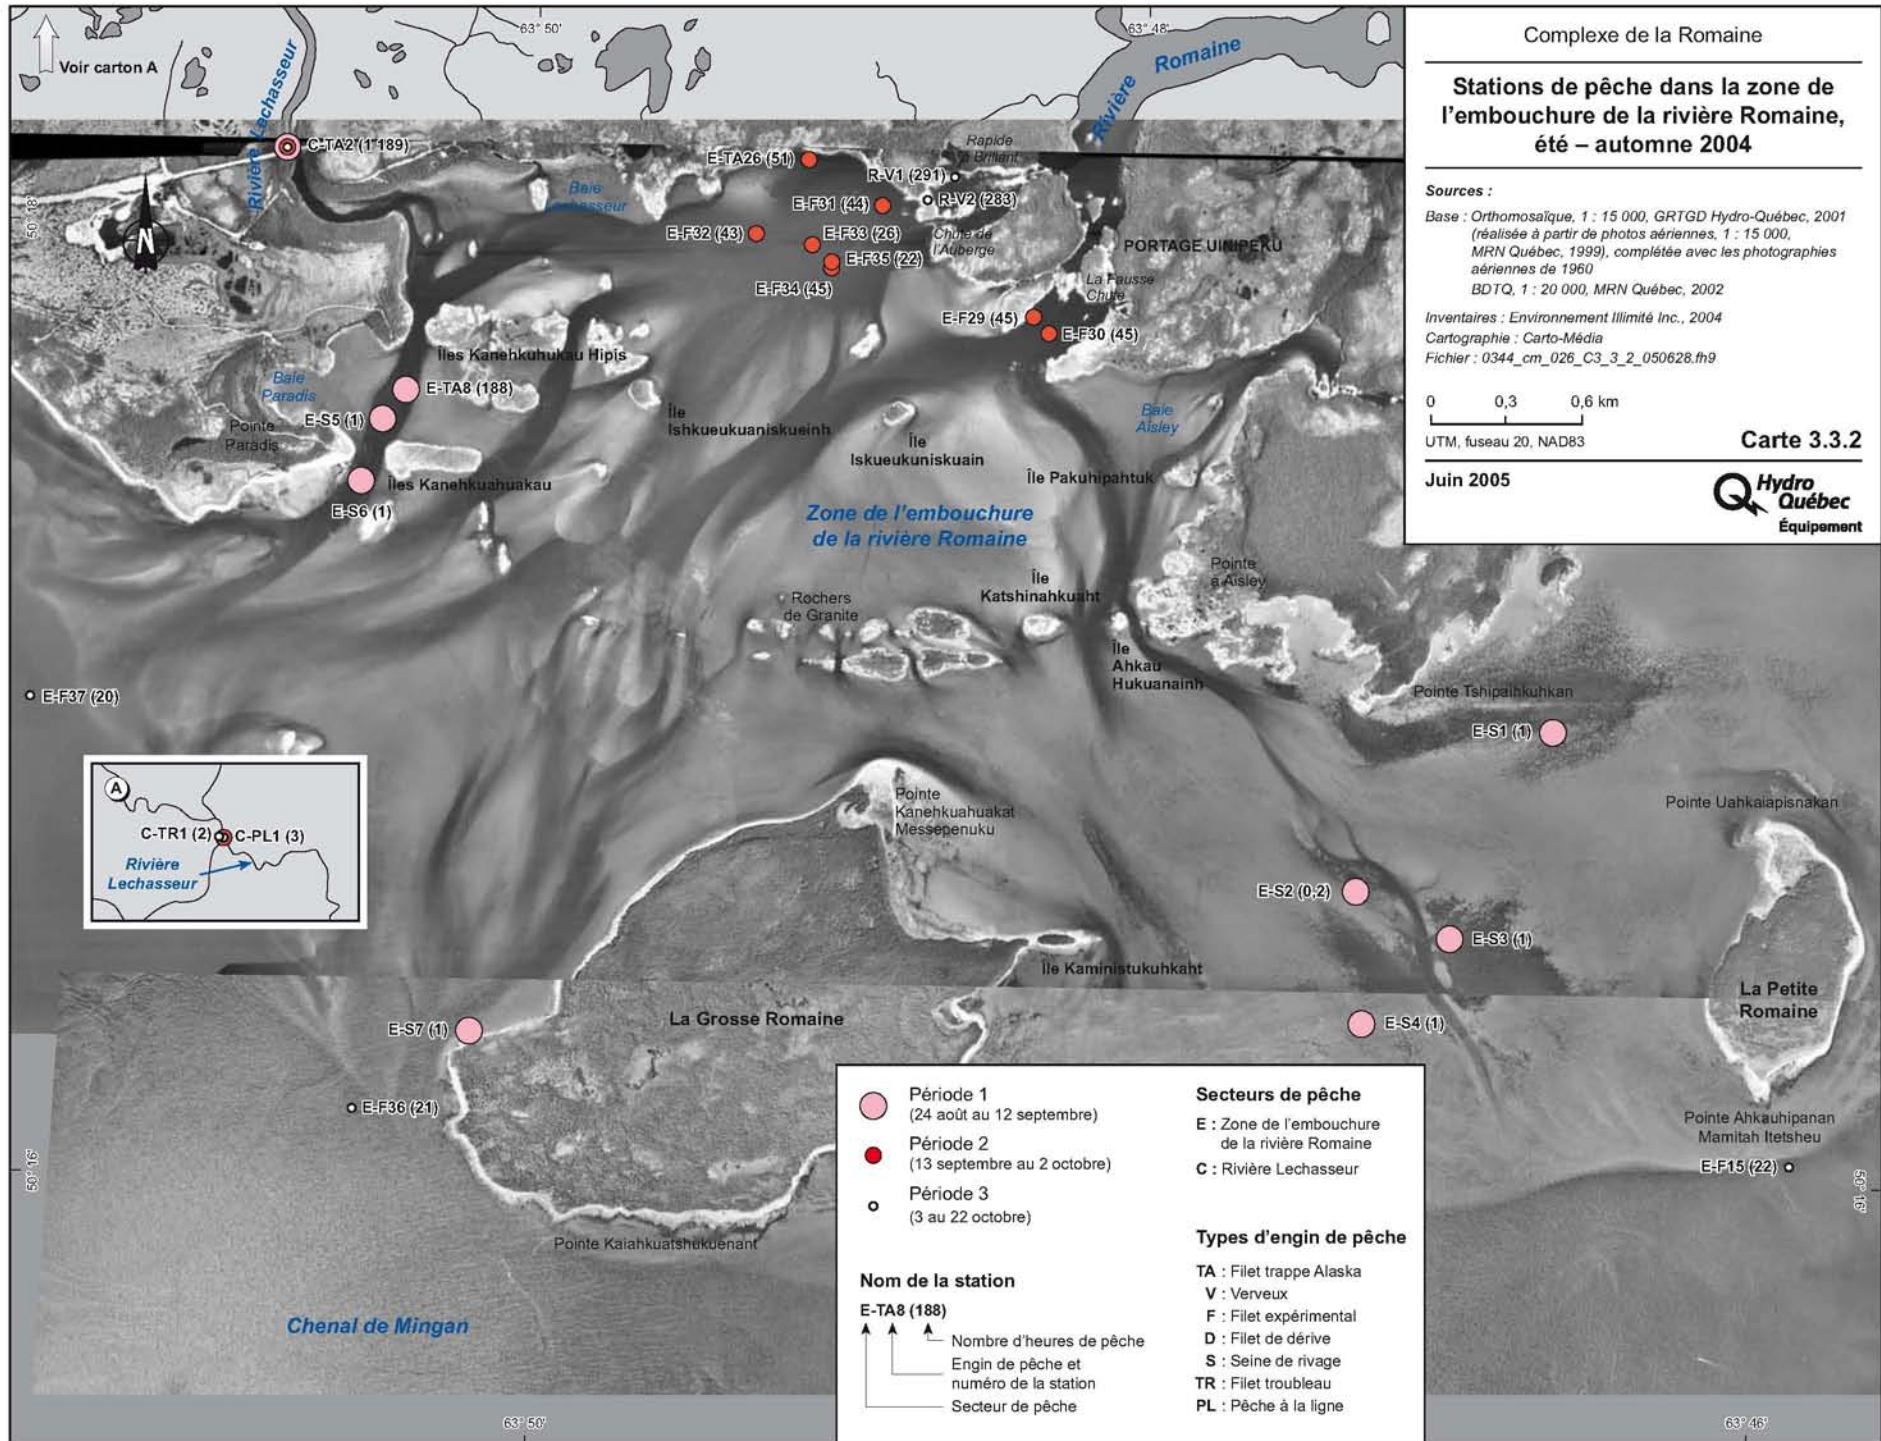 63° 50'
63° 48'
Voir carton A
Rivière Lechasseur
Rivière Romaine
C-TA2 (1 189)
Rivière
E-TA26 (51)
Rapide
à Brillant
R-V1 (291)
R-V2 (283)
Baie
Lechasseur
E-F31 (44)
E-F32 (43)
E-F33 (26)
Chute de
l'Auberge
PORTAGE UINIPEKU
E-F35 (22)
E-F34 (45)
La Fausse
Chute
E-F29 (45)
E-F30 (45)
50° 18'
N
Îles Kanehkuhukau Hipis
Baie
Paradis
E-TA8 (188)
E-S5 (1)
Pointe
Paradis
Île
Ishkueukuaniskueinh
Île
Iskueukuniskuain
Baie
Aisley
Île Pakuhipahtuk
Îles Kanehkuahuakau
E-S6 (1)
Zone de l'embouchure
de la rivière Romaine
Pointe
à Aisley
Île
Katshinahkuaht
Rochers
de Granite
Île
Ahkau
Hukuanainh
E-F37 (20)
Pointe Tshipaihkuhkan
E-S1 (1)
A
C-TR1 (2)
C-PL1 (3)
Rivière
Lechasseur
Pointe
Kanehkuahuakat
Messepenuku
Pointe Uahkaiapisnakan
E-S2 (0,2)
E-S3 (1)
Île Kaministukuhkaht
La Petite
Romaine
E-S7 (1)
La Grosse Romaine
E-S4 (1)
E-F36 (21)
Pointe Ahkauhipanan
Mamitah Itetsheu
E-F15 (22)
50° 16'
50° 16'
Pointe Kaiahkuatshukuenant
Chenal de Mingan
63° 50'
63° 46'
Complexe de la Romaine
Stations de pêche dans la zone de
l'embouchure de la rivière Romaine,
été – automne 2004
Sources :
Base : Orthomosaïque, 1 : 15 000, GRTGD Hydro-Québec, 2001
(réalisée à partir de photos aériennes, 1 : 15 000,
MRN Québec, 1999), complétée avec les photographies
aériennes de 1960
BDTQ, 1 : 20 000, MRN Québec, 2002
Inventaires : Environnement Illimité Inc., 2004
Cartographie : Carto-Média
Fichier : 0344_cm_026_C3_3_2_050628.fh9
0 0,3 0,6 km
UTM, fuseau 20, NAD83
Carte 3.3.2
Juin 2005
Hydro
Québec
Équipement
Période 1
(24 août au 12 septembre)
Période 2
(13 septembre au 2 octobre)
Période 3
(3 au 22 octobre)
Nom de la station
E-TA8 (188)
Nombre d'heures de pêche
Engin de pêche et
numéro de la station
Secteur de pêche
Secteurs de pêche
E : Zone de l'embouchure
de la rivière Romaine
C : Rivière Lechasseur
Types d'engin de pêche
TA : Filet trappe Alaska
V : Verveux
F : Filet expérimental
D : Filet de dérive
S : Seine de rivage
TR : Filet troubleau
PL : Pêche à la ligne